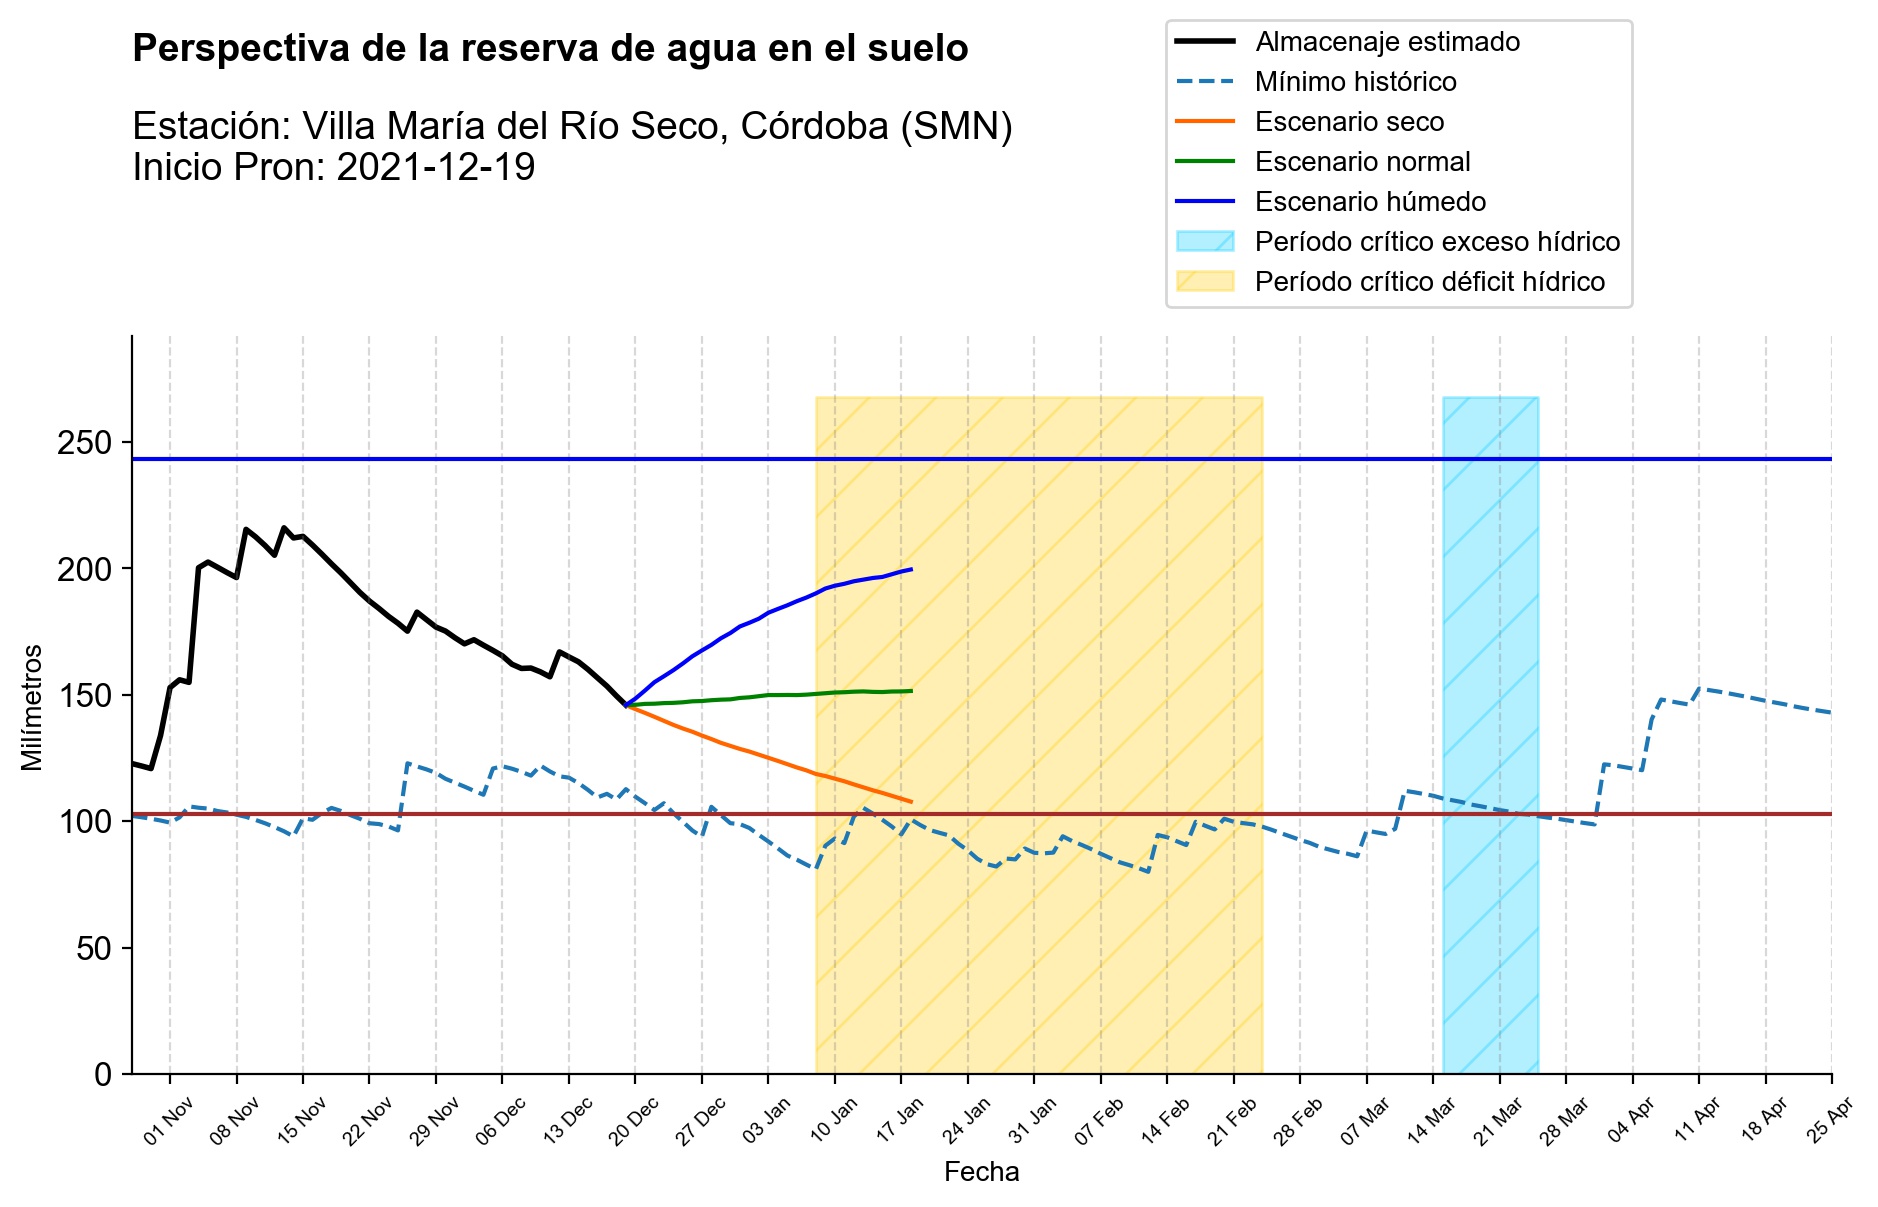 Perspectiva de la reserva de agua en el suelo
Estación: Villa María del Río Seco, Córdoba (SMN)
Inicio Pron: 2021-12-19
Almacenaje estimado
Mínimo histórico
Escenario seco
Escenario normal
Escenario húmedo
Período crítico exceso hídrico
Período crítico déficit hídrico
Milímetros
250
200
150
100
50
0
01 Nov
08 Nov
15 Nov
22 Nov
29 Nov
06 Dec
13 Dec
20 Dec
27 Dec
03 Jan
10 Jan
17 Jan
24 Jan
31 Jan
07 Feb
14 Feb
21 Feb
28 Feb
07 Mar
14 Mar
21 Mar
28 Mar
04 Apr
11 Apr
18 Apr
25 Apr
Fecha